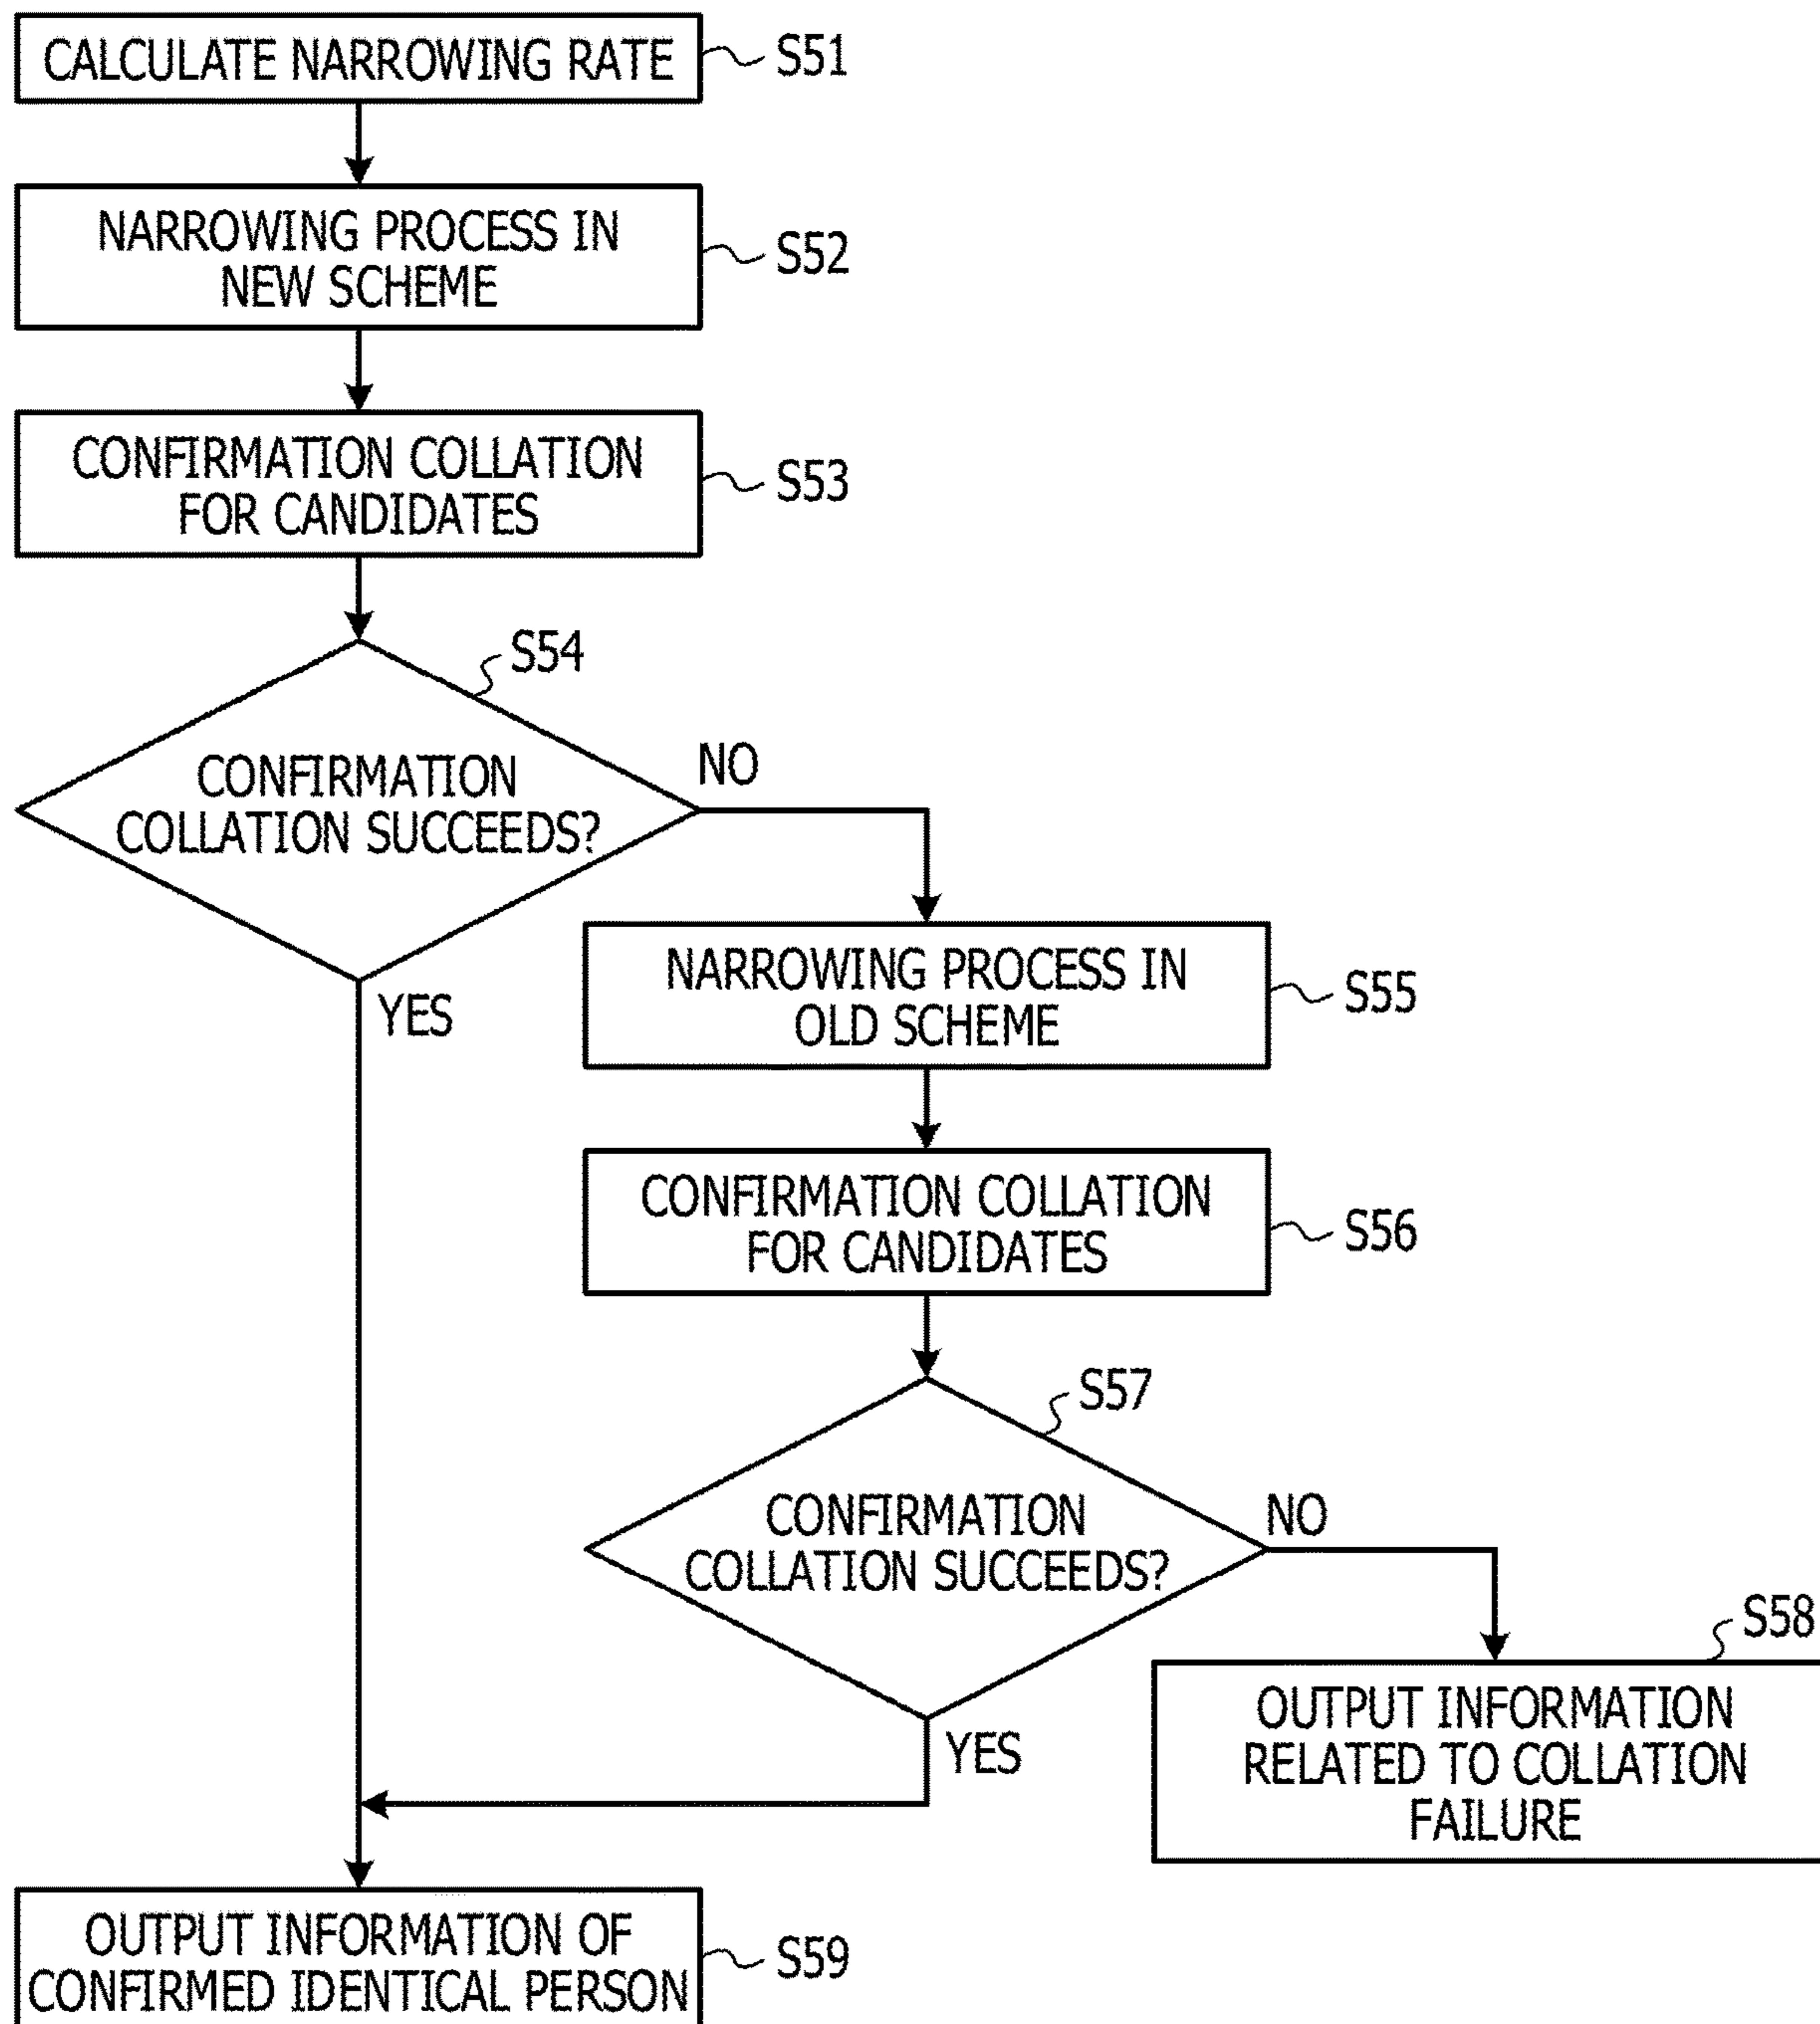 CALCULATE NARROWING RATE
S51
NARROWING PROCESS IN
NEW SCHEME
S52
CONFIRMATION COLLATION
FOR CANDIDATES
S53
S54
CONFIRMATION
COLLATION SUCCEEDS?
NO
YES
NARROWING PROCESS IN
OLD SCHEME
S55
CONFIRMATION COLLATION
FOR CANDIDATES
S56
S57
CONFIRMATION
COLLATION SUCCEEDS?
NO
YES
S58
OUTPUT INFORMATION
RELATED TO COLLATION
FAILURE
OUTPUT INFORMATION OF
CONFIRMED IDENTICAL PERSON
S59